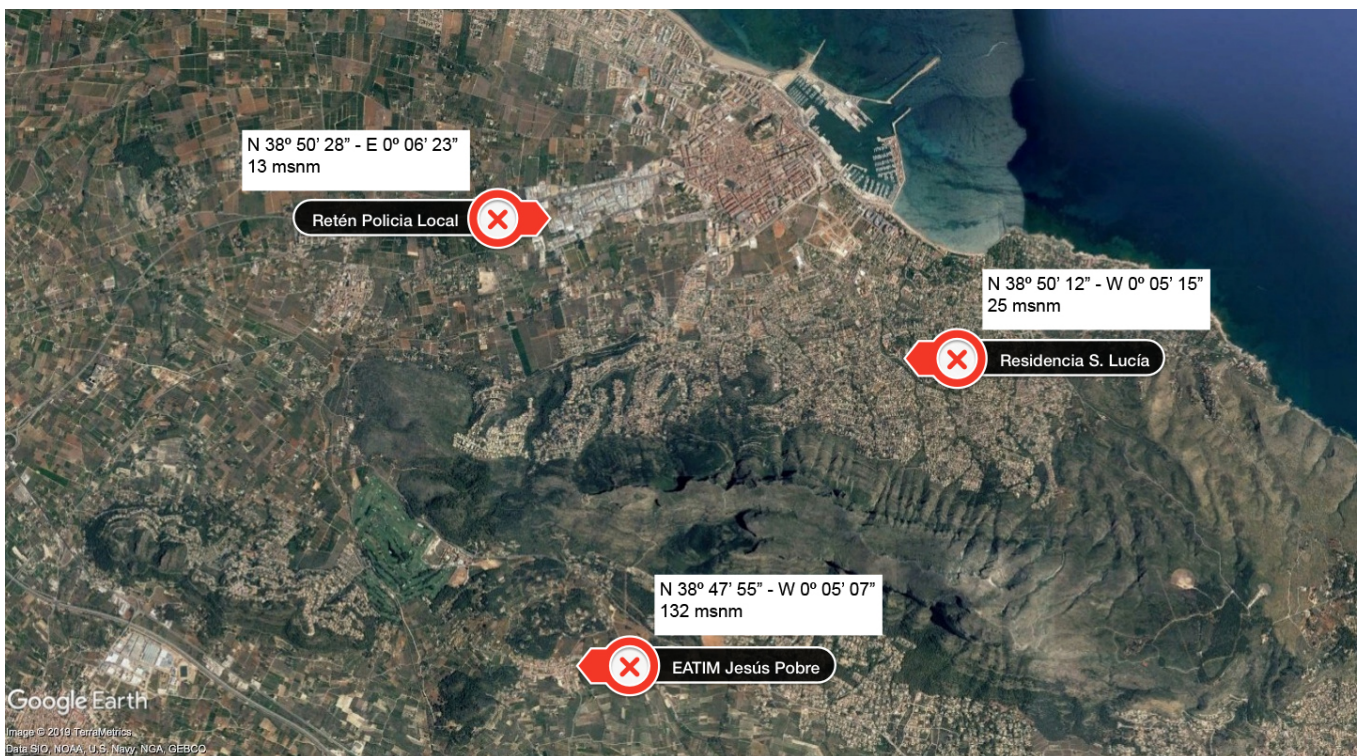 N 38º 50’ 28” - E 0º 06’ 23”
13 msnm
Retén Policia Local
N 38º 50’ 12” - W 0º 05’ 15”
25 msnm
Residencia S. Lucía
N 38º 47’ 55” - W 0º 05’ 07”
132 msnm
EATIM Jesús Pobre
Google Earth
Image © 2019 TerraMetrics
Data SIO, NOAA, U.S. Navy, NGA, GEBCO